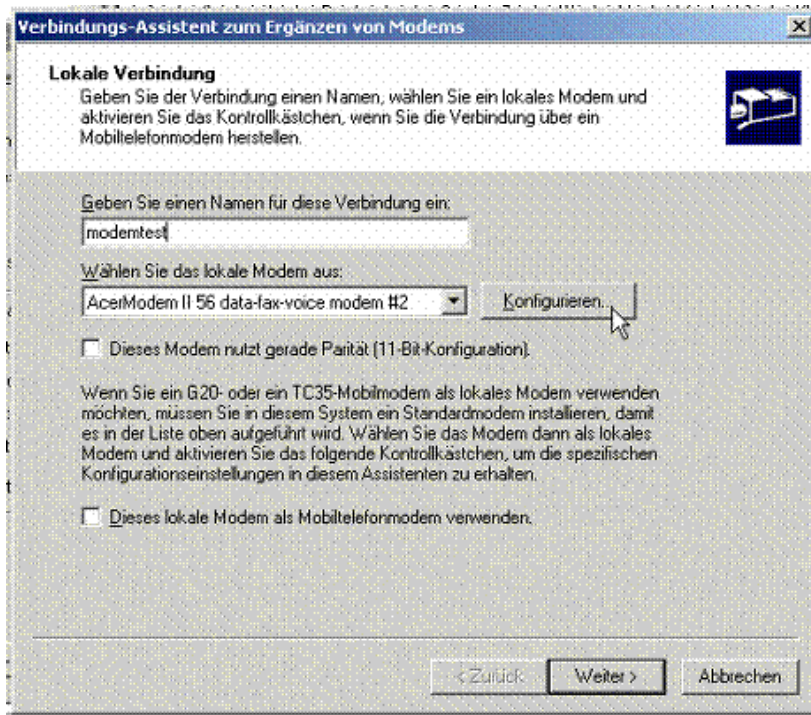 Verbindungs-Assistent zum Ergänzen von Modems
Lokale Verbindung
Geben Sie der Verbindung einen Namen, wählen Sie ein lokales Modem und
aktivieren Sie das Kontrollkästchen, wenn Sie die Verbindung über ein
Mobiltelefonmodem herstellen.
Geben Sie einen Namen für diese Verbindung ein:
modemtest
Wählen Sie das lokale Modem aus:
AcerModem II 56 data-fax-voice modem #2
Konfigurieren...
Dieses Modem nutzt gerade Parität (11-Bit-Konfiguration).
Wenn Sie ein G20- oder ein TC35-Mobilmodem als lokales Modem verwenden
möchten, müssen Sie in diesem System ein Standardmodem installieren, damit
es in der Liste oben aufgeführt wird. Wählen Sie das Modem dann als lokales
Modem und aktivieren Sie das folgende Kontrollkästchen, um die spezifischen
Konfigurationseinstellungen in diesem Assistenten zu erhalten.
Dieses lokale Modem als Mobiltelefonmodem verwenden.
< Zurück
Weiter >
Abbrechen